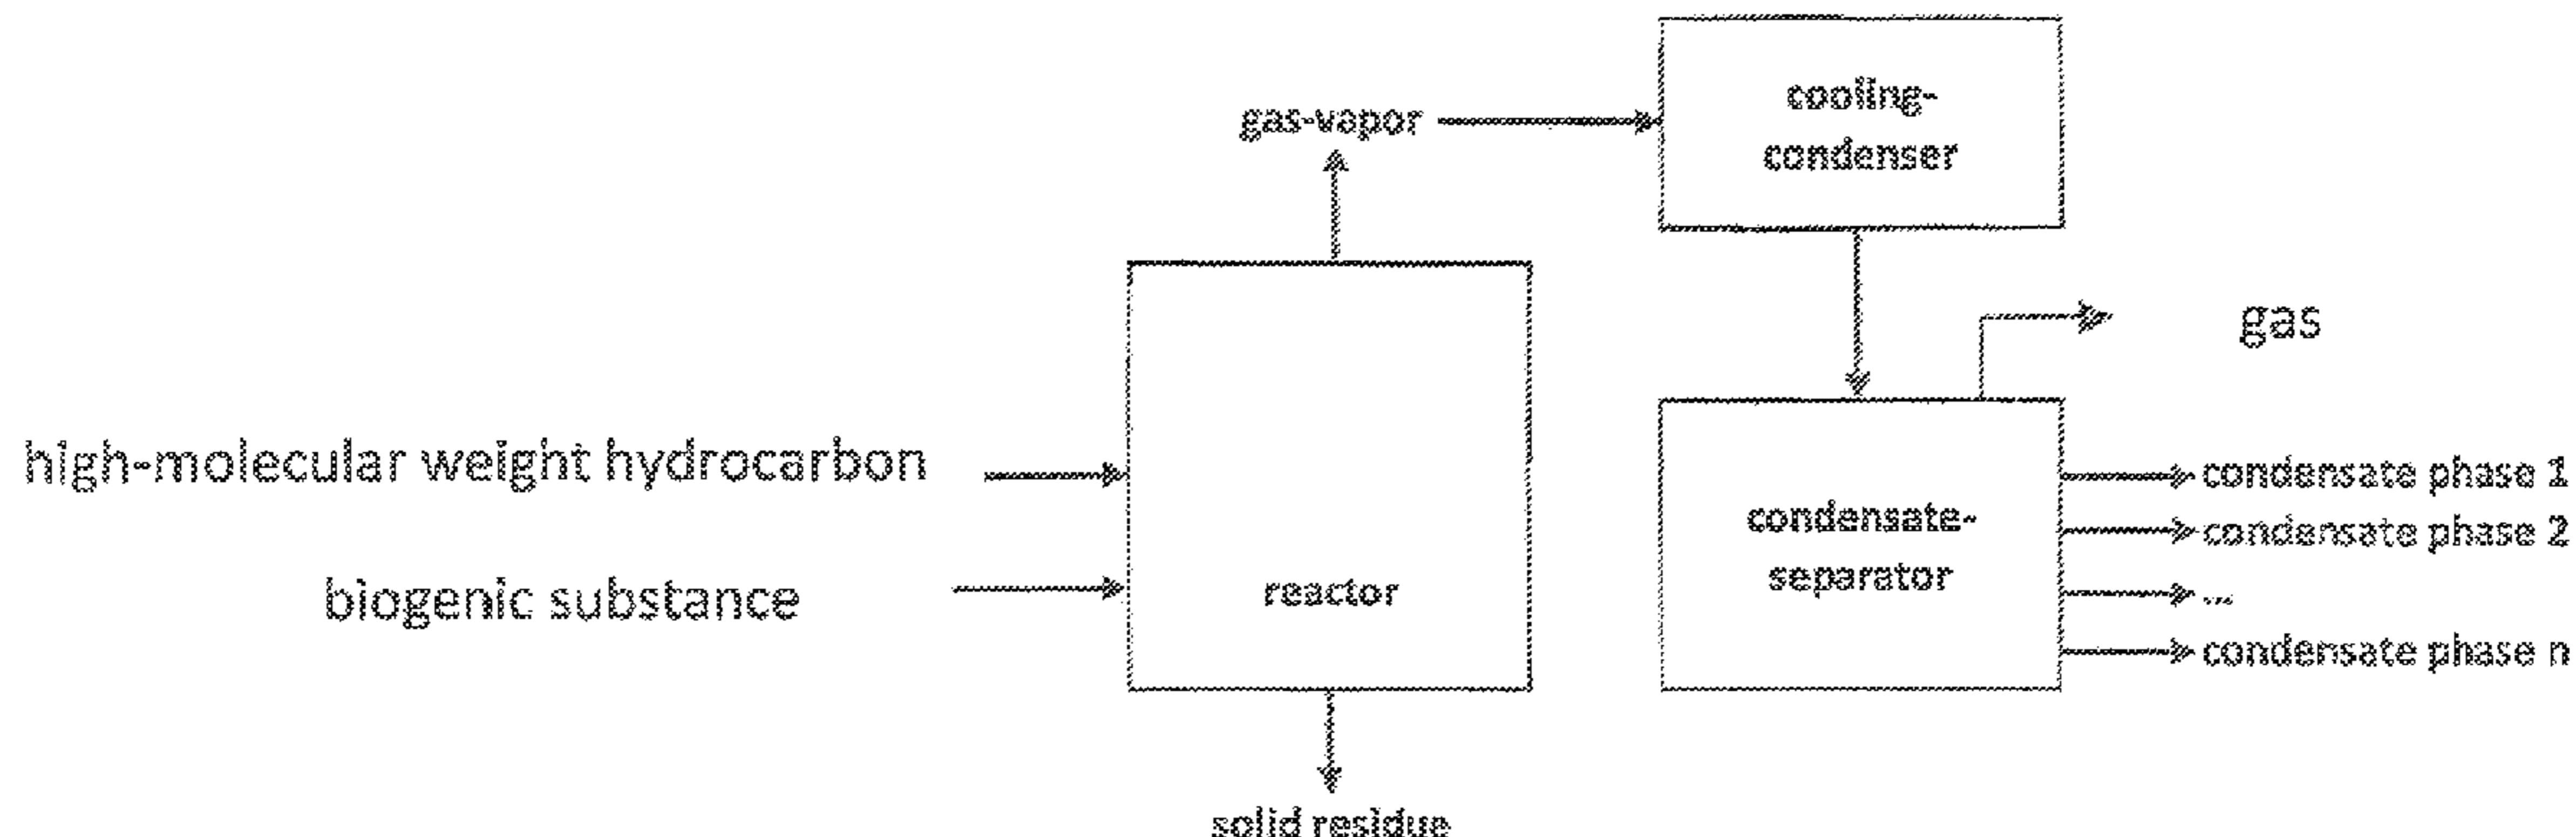 cooling-
condenser
gas-vapor
gas
high-molecular weight hydrocarbon
biogenic substance
reactor
condensate-
separator
condensate phase 1
condensate phase 2
...
condensate phase n
solid residue